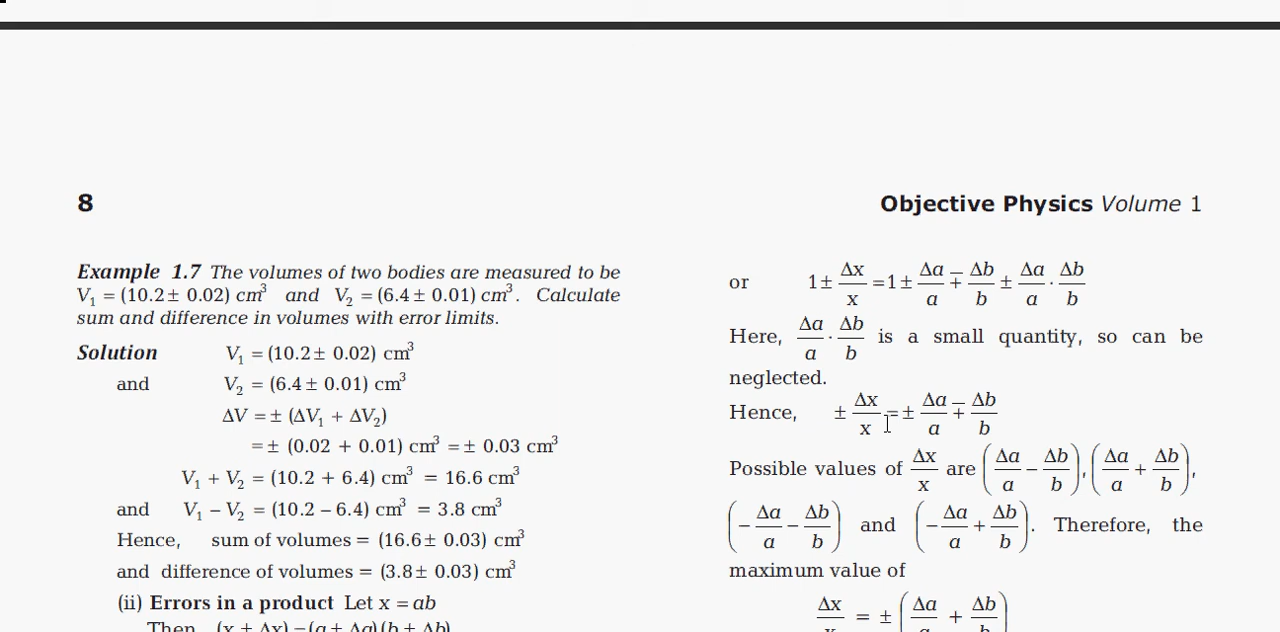 8
Objective Physics Volume 1
Example 1.7 The volumes of two bodies are measured to be
V₁ = (10.2 ± 0.02) cm³ and V₂ = (6.4 ± 0.01) cm³. Calculate
sum and difference in volumes with error limits.
Solution V₁ = (10.2 ± 0.02) cm³
and V₂ = (6.4 ± 0.01) cm³
ΔV = ± (ΔV₁ + ΔV₂)
= ± (0.02 + 0.01) cm³ = ± 0.03 cm³
V₁ + V₂ = (10.2 + 6.4) cm³ = 16.6 cm³
and V₁ − V₂ = (10.2 − 6.4) cm³ = 3.8 cm³
Hence, sum of volumes = (16.6 ± 0.03) cm³
and difference of volumes = (3.8 ± 0.03) cm³
(ii) Errors in a product Let x = ab
Then, (x + Δx) = (a + Δa)(b + Δb)
or 1 ± Δx/x = 1 ± Δa/a ∓ Δb/b ± Δa/a · Δb/b
Here, Δa/a · Δb/b is a small quantity, so can be
neglected.
Hence, ± Δx/x = ± Δa/a ∓ Δb/b
Possible values of Δx/x are (Δa/a − Δb/b), (Δa/a + Δb/b),
(−Δa/a − Δb/b) and (−Δa/a + Δb/b). Therefore, the
maximum value of
Δx/x = ± (Δa/a + Δb/b)